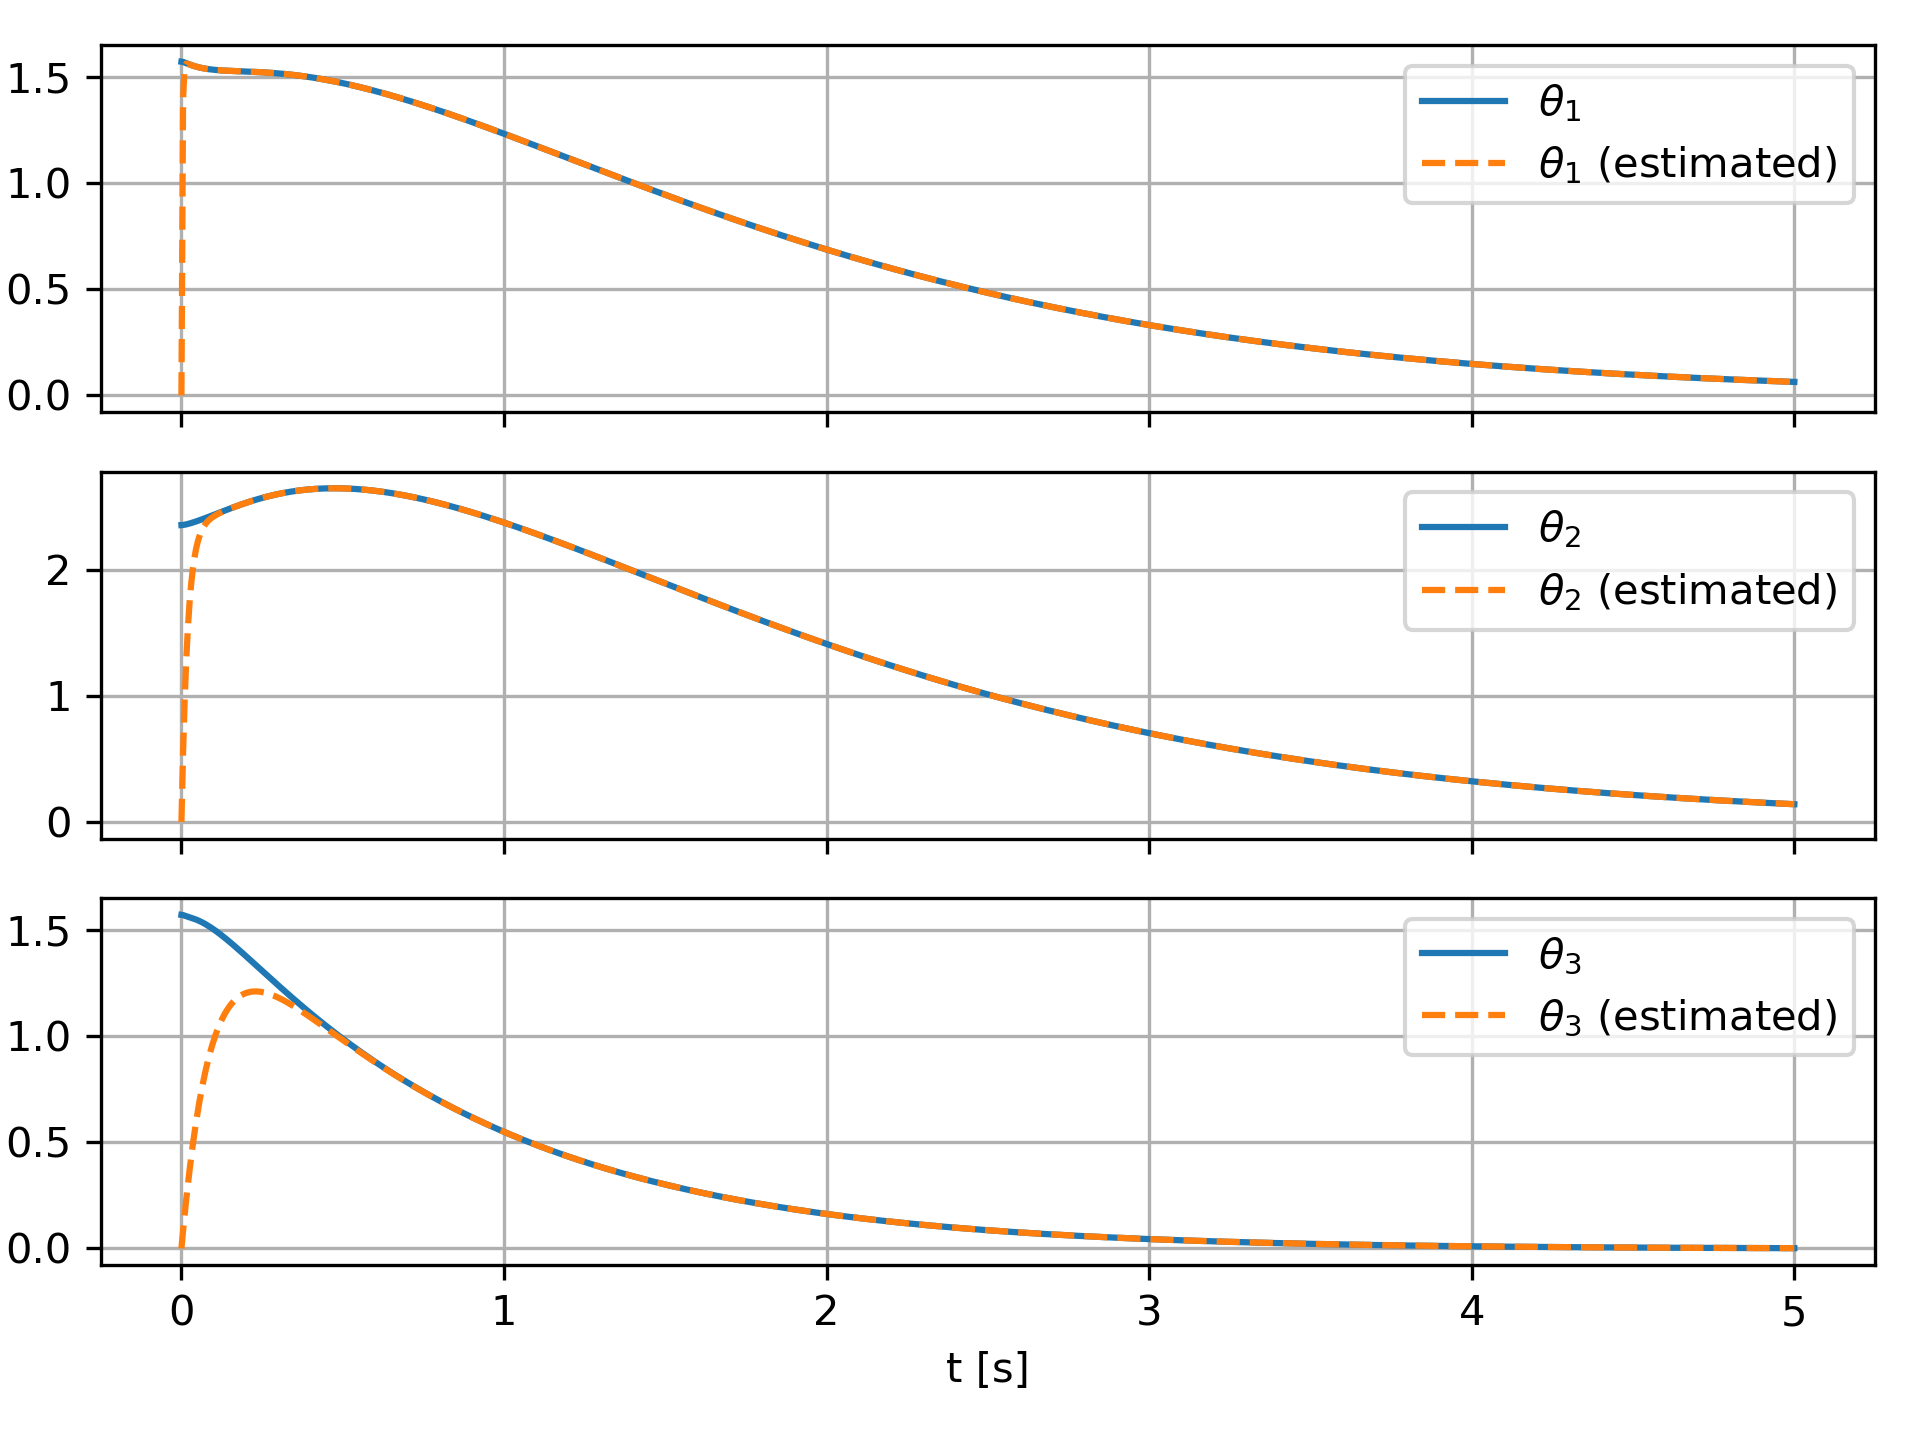 1.5
1.0
0.5
0.0
θ₁
θ₁ (estimated)
2
1
0
θ₂
θ₂ (estimated)
1.5
1.0
0.5
0.0
θ₃
θ₃ (estimated)
0 1 2 3 4 5
t [s]